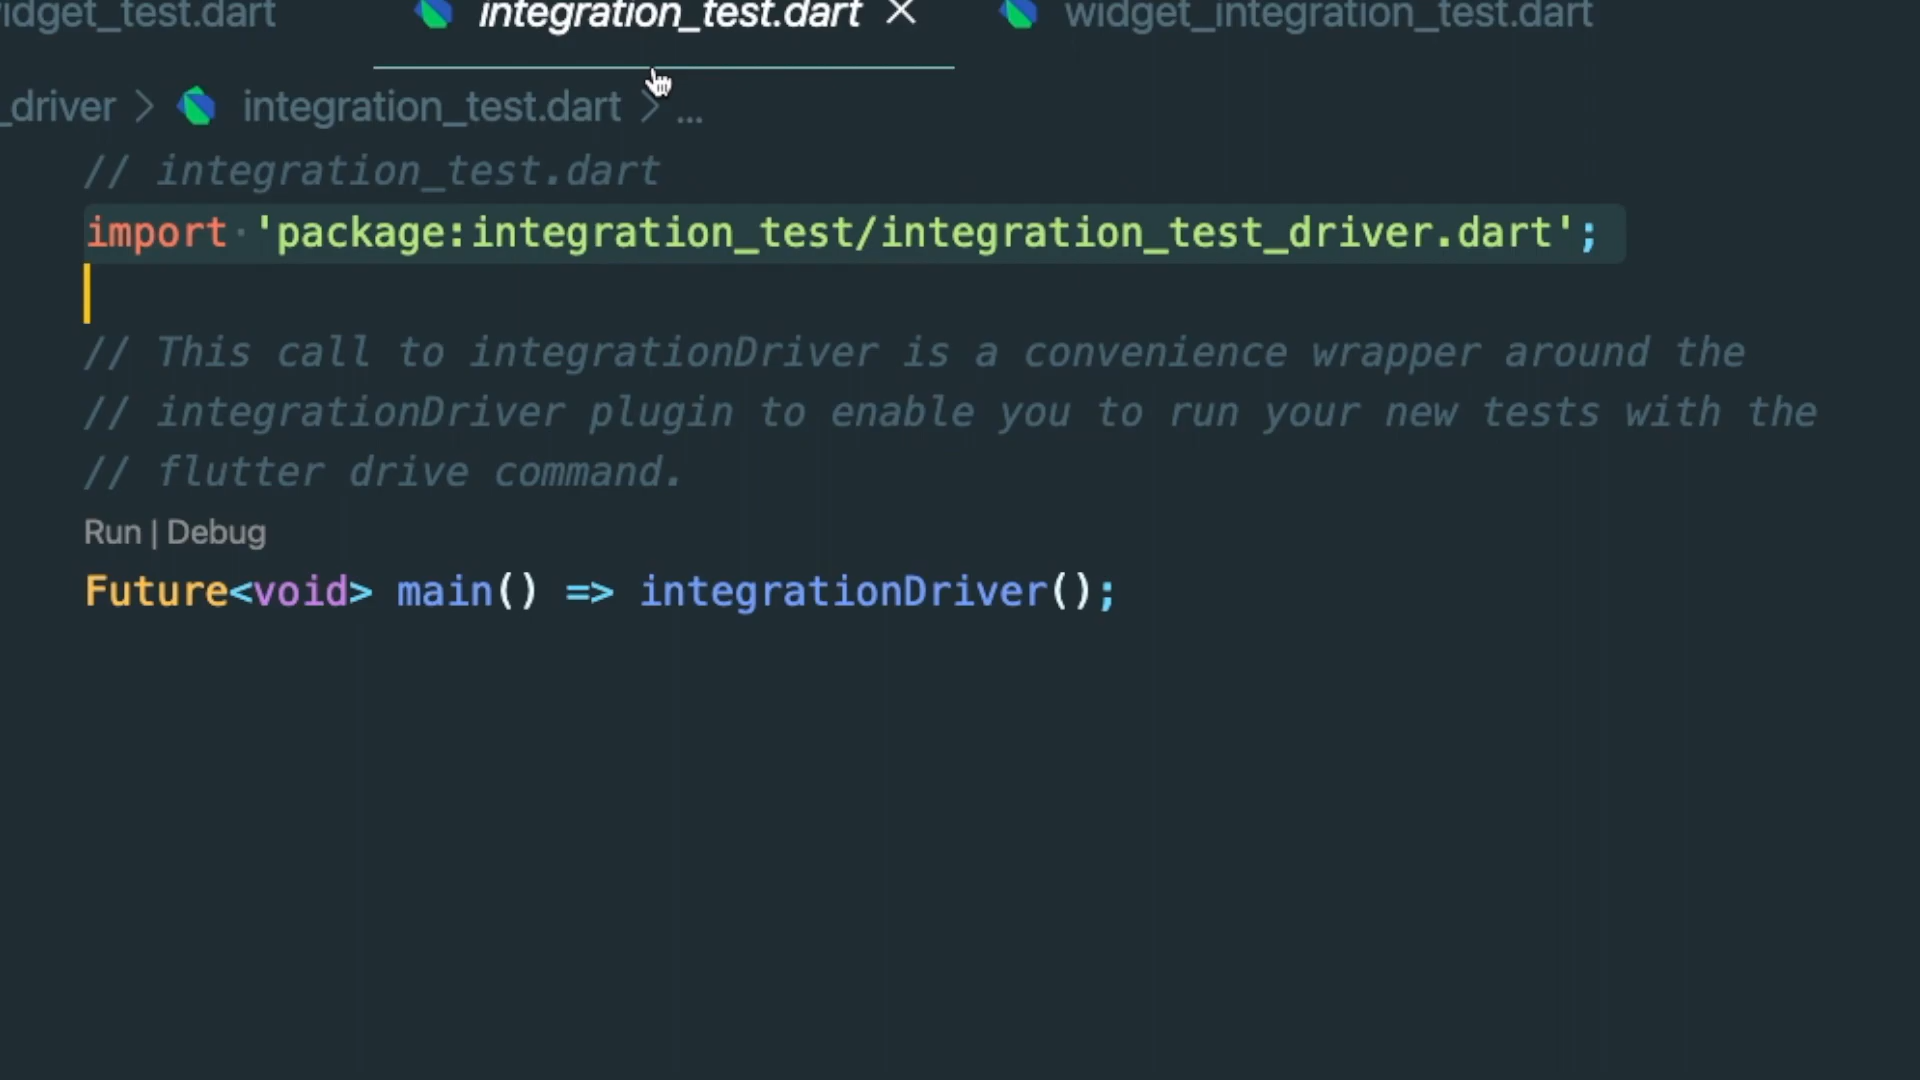 idget_test.dart integration_test.dart widget_integration_test.dart
_driver > integration_test.dart > ...
// integration_test.dart
import 'package:integration_test/integration_test_driver.dart';
// This call to integrationDriver is a convenience wrapper around the
// integrationDriver plugin to enable you to run your new tests with the
// flutter drive command.
Run | Debug
Future<void> main() => integrationDriver();